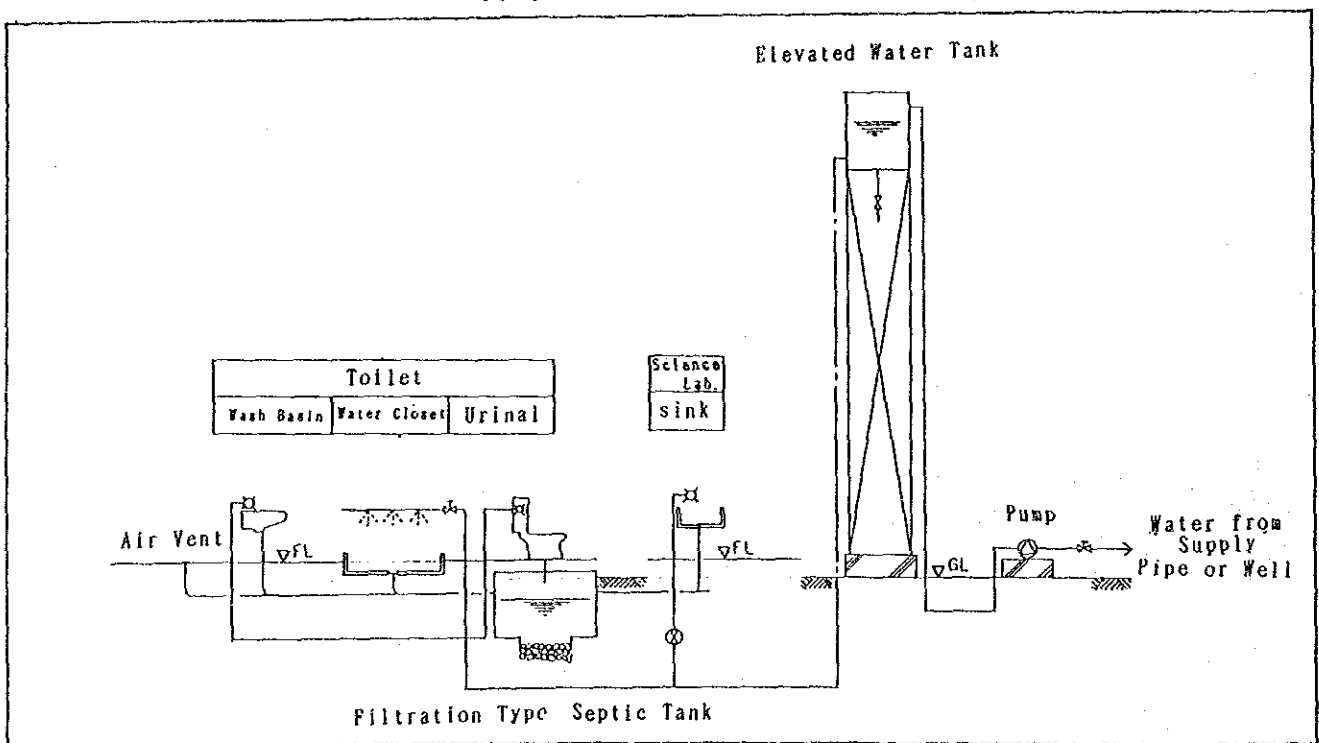 Elevated Water Tank
Toilet
Wash Basin
Water Closet
Urinal
Science
Lab.
sink
Air Vent
FL
FL
GL
Pump
Water from
Supply
Pipe or Well
Filtration Type Septic Tank